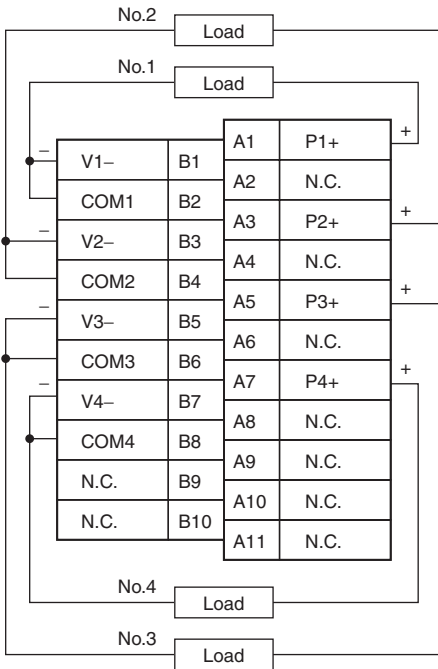 No.2
Load
No.1
Load
A1 P1+ +
– V1– B1
A2 N.C.
COM1 B2
A3 P2+ +
– V2– B3
A4 N.C.
COM2 B4
A5 P3+ +
– V3– B5
A6 N.C.
COM3 B6
A7 P4+ +
– V4– B7
A8 N.C.
COM4 B8
A9 N.C.
N.C. B9
A10 N.C.
N.C. B10
A11 N.C.
No.4
Load
No.3
Load